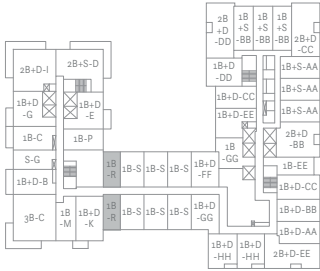 2B
+D
-DD
1B
+S
-BB
1B
+S
-BB
1B
+S
-BB
2B+D
-CC
2B+D-I
2B+S-D
1B+D
-DD
1B+S-AA
1B+D
-G
1B+D
-E
1B+D-CC
1B+S-AA
1B+D-EE
1B+S-AA
1B-C
1B-P
2B+D
-BB
S-G
1B
-GG
1B-EE
1B+D-B
1B
-R
1B-S
1B-S
1B-S
1B+D
-FF
1B+D-CC
3B-C
1B
-M
1B+D
-K
1B
-R
1B-S
1B-S
1B-S
1B+D
-GG
1B+D-BB
1B+D-AA
1B+D
-HH
1B+D
-HH
2B+D-EE